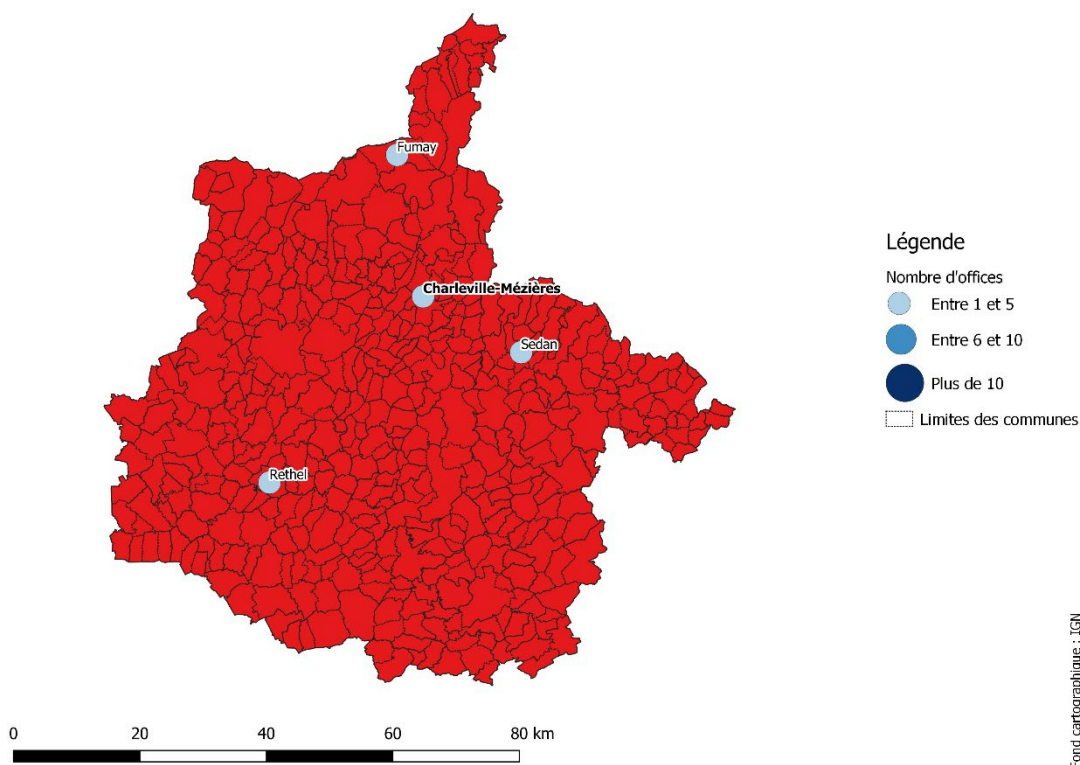 Fumay
Charleville-Mézières
Sedan
Rethel
Légende
Nombre d'offices
Entre 1 et 5
Entre 6 et 10
Plus de 10
Limites des communes
0 20 40 60 80 km
Fond cartographique : IGN